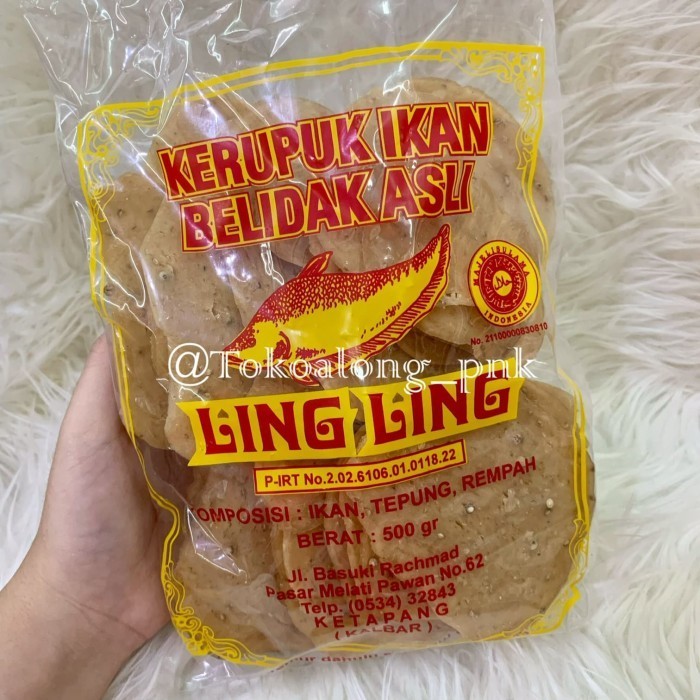 KERUPUK IKAN
BELIDAK ASLI
MAJELIS ULAMA
INDONESIA
No. 21100000830810
@Tokoalong_pnk
LING LING
P-IRT No.2.02.6106.01.0118.22
KOMPOSISI : IKAN, TEPUNG, REMPAH
BERAT : 500 gr
Jl. Basuki Rachmad
Pasar Melati Pawan No.62
Telp. (0534) 32843
KETAPANG
( KALBAR )